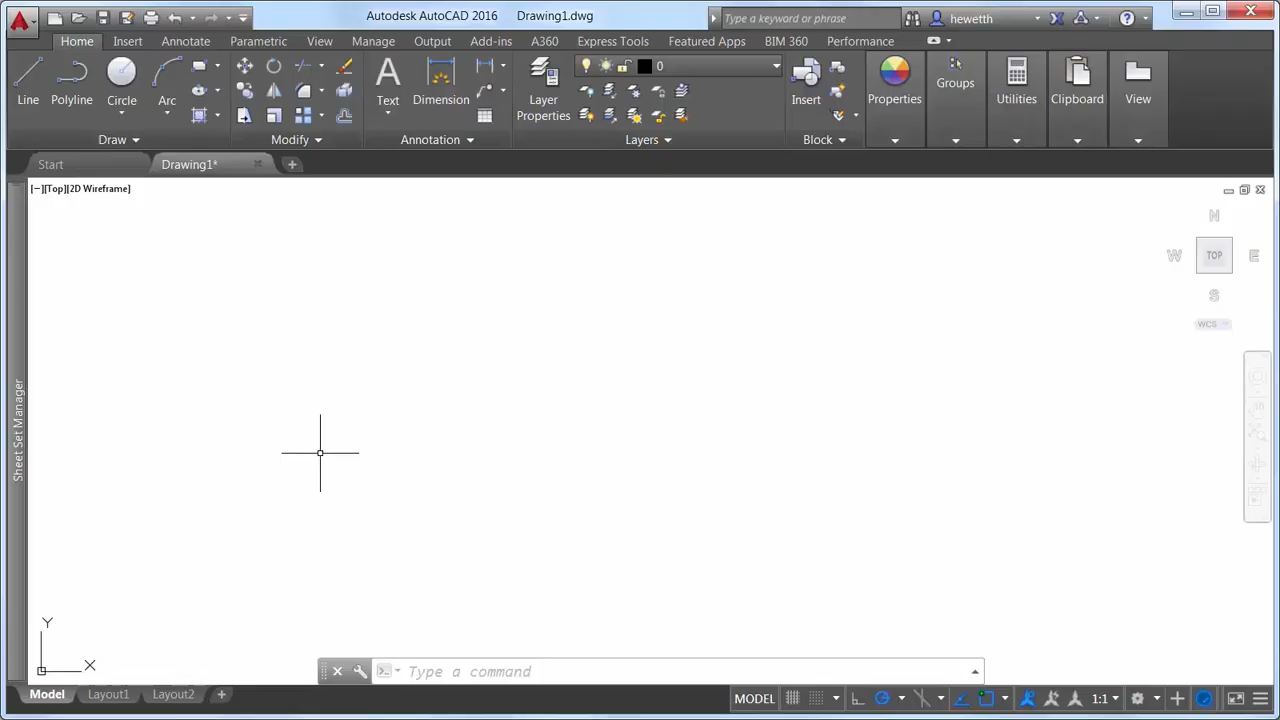 Autodesk AutoCAD 2016 Drawing1.dwg
Type a keyword or phrase
hewetth
Home Insert Annotate Parametric View Manage Output Add-ins A360 Express Tools Featured Apps BIM 360 Performance
Line Polyline Circle Arc
Text Dimension
Layer
Properties
0
Insert
Properties
Groups
Utilities
Clipboard
View
Draw Modify Annotation Layers Block
Start Drawing1*
[−][Top][2D Wireframe]
N
W TOP E
S
WCS
Sheet Set Manager
Y
X
Type a command
Model Layout1 Layout2
MODEL 1:1